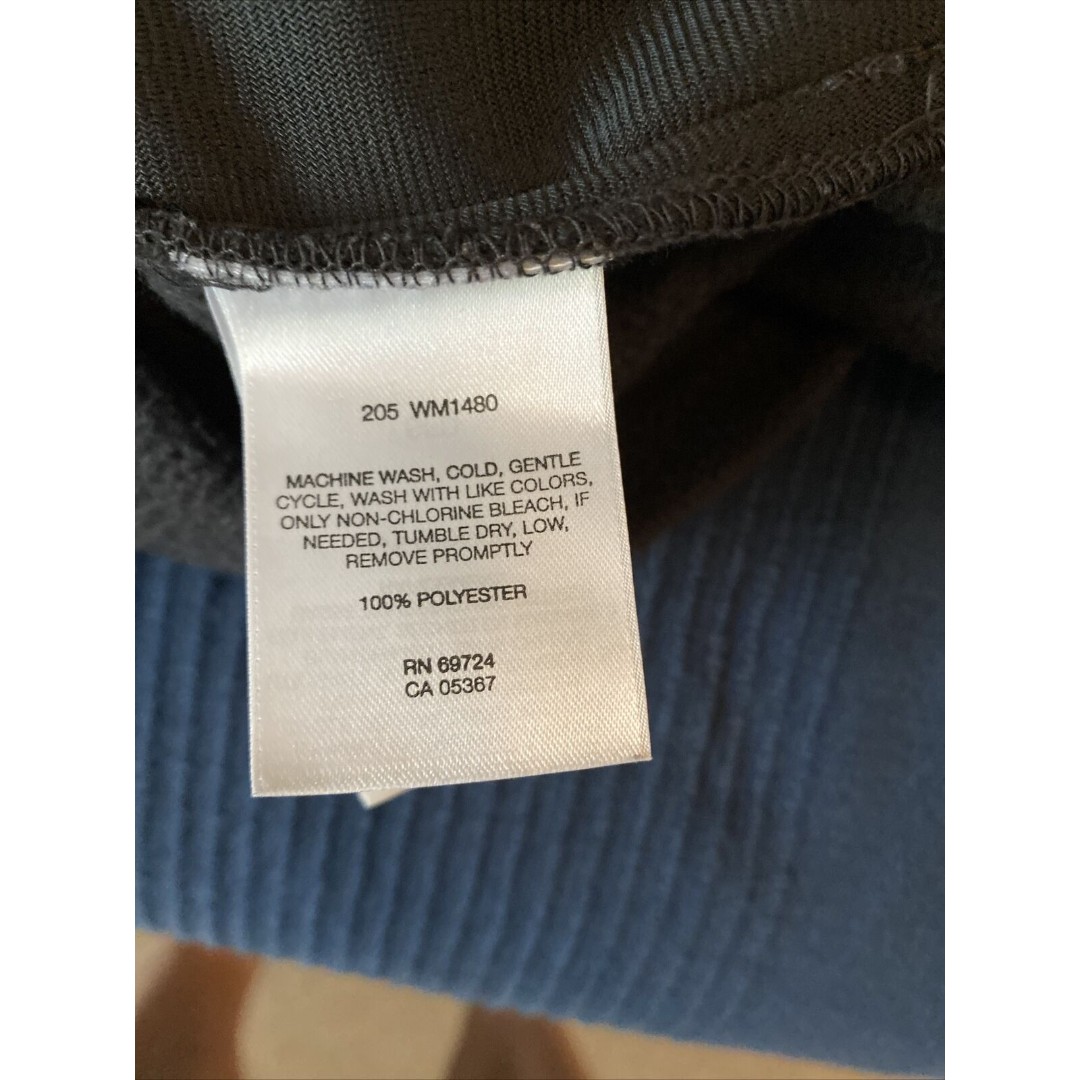 205 WM1480
MACHINE WASH, COLD, GENTLE
CYCLE, WASH WITH LIKE COLORS,
ONLY NON-CHLORINE BLEACH, IF
NEEDED, TUMBLE DRY, LOW,
REMOVE PROMPTLY
100% POLYESTER
RN 69724
CA 05367